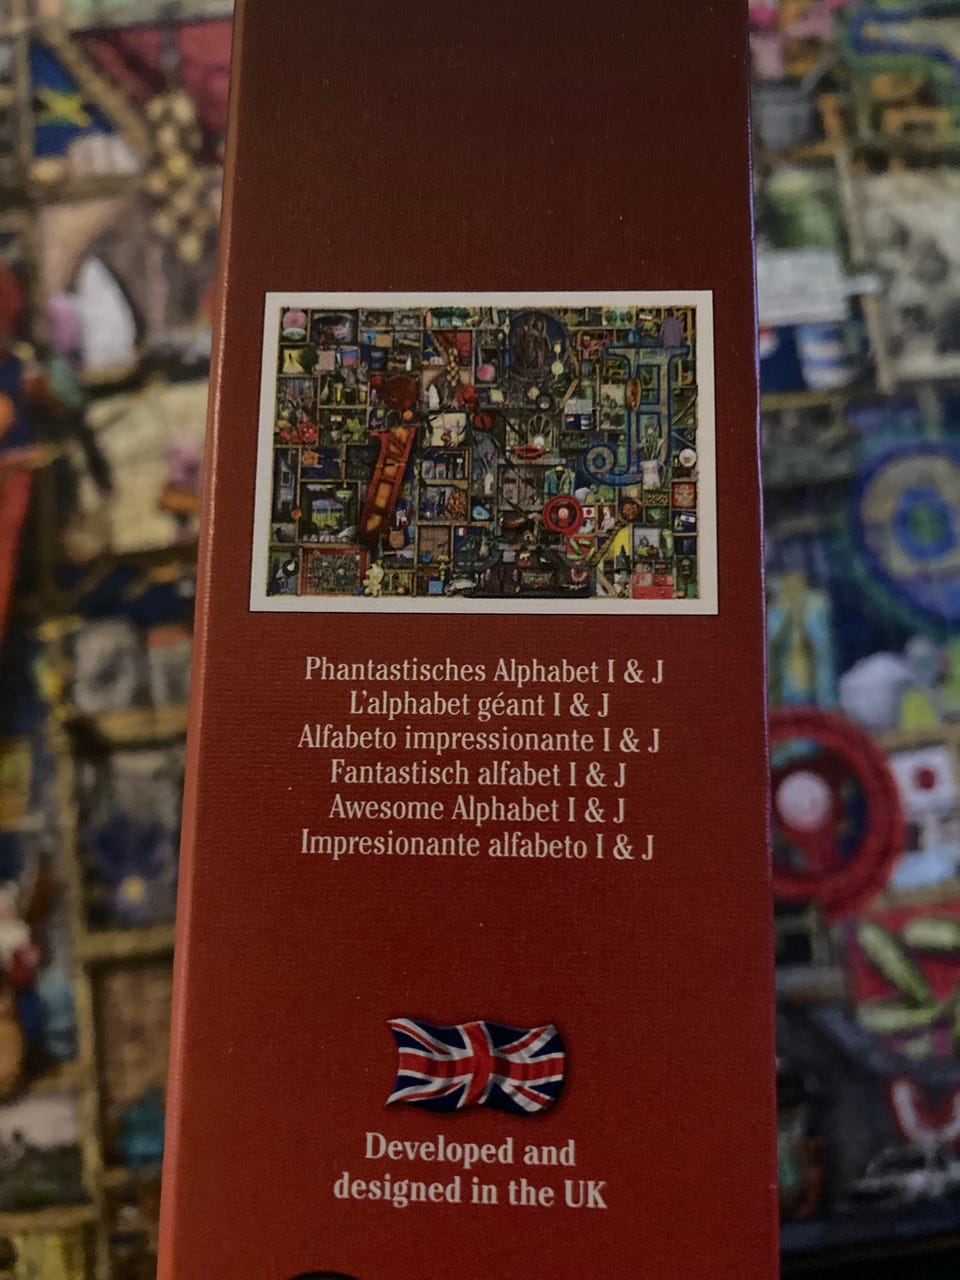 Phantastisches Alphabet I & J
L'alphabet géant I & J
Alfabeto impressionante I & J
Fantastisch alfabet I & J
Awesome Alphabet I & J
Impresionante alfabeto I & J
Developed and
designed in the UK